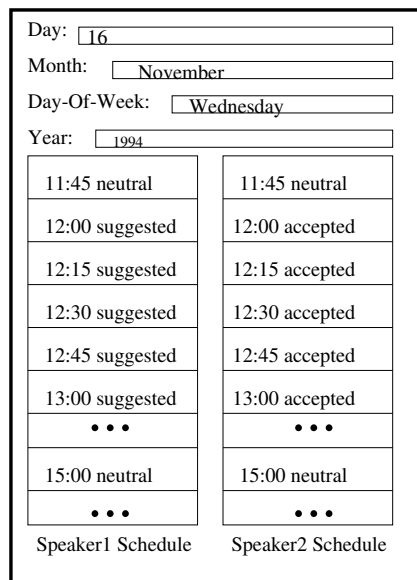 Day: 16
Month: November
Day-Of-Week: Wednesday
Year: 1994
11:45 neutral
12:00 suggested
12:15 suggested
12:30 suggested
12:45 suggested
13:00 suggested
•••
15:00 neutral
•••
Speaker1 Schedule
11:45 neutral
12:00 accepted
12:15 accepted
12:30 accepted
12:45 accepted
13:00 accepted
•••
15:00 neutral
•••
Speaker2 Schedule